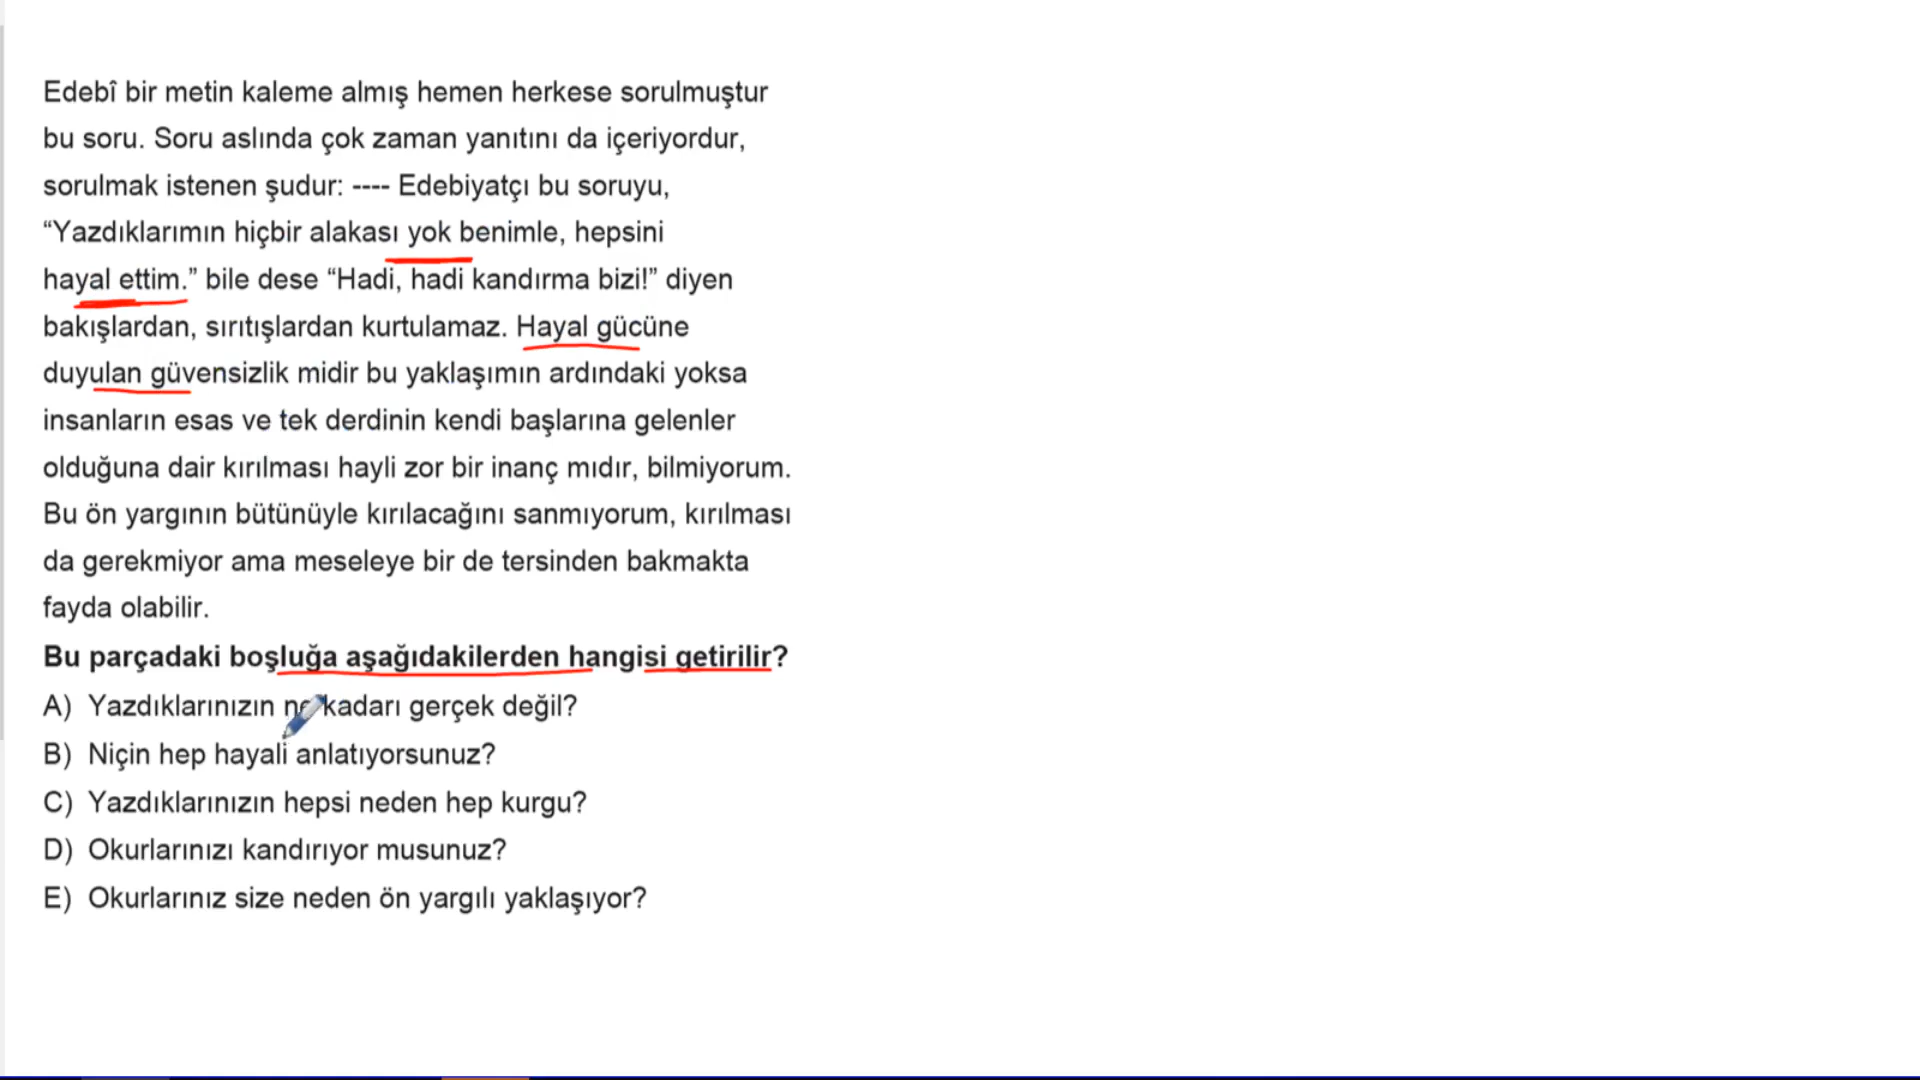 Edebî bir metin kaleme almış hemen herkese sorulmuştur
bu soru. Soru aslında çok zaman yanıtını da içeriyordur,
sorulmak istenen şudur: ---- Edebiyatçı bu soruyu,
“Yazdıklarımın hiçbir alakası yok benimle, hepsini
hayal ettim.” bile dese “Hadi, hadi kandırma bizi!” diyen
bakışlardan, sırıtışlardan kurtulamaz. Hayal gücüne
duyulan güvensizlik midir bu yaklaşımın ardındaki yoksa
insanların esas ve tek derdinin kendi başlarına gelenler
olduğuna dair kırılması hayli zor bir inanç mıdır, bilmiyorum.
Bu ön yargının bütünüyle kırılacağını sanmıyorum, kırılması
da gerekmiyor ama meseleye bir de tersinden bakmakta
fayda olabilir.
Bu parçadaki boşluğa aşağıdakilerden hangisi getirilir?
A) Yazdıklarınızın ne kadarı gerçek değil?
B) Niçin hep hayali anlatıyorsunuz?
C) Yazdıklarınızın hepsi neden hep kurgu?
D) Okurlarınızı kandırıyor musunuz?
E) Okurlarınız size neden ön yargılı yaklaşıyor?